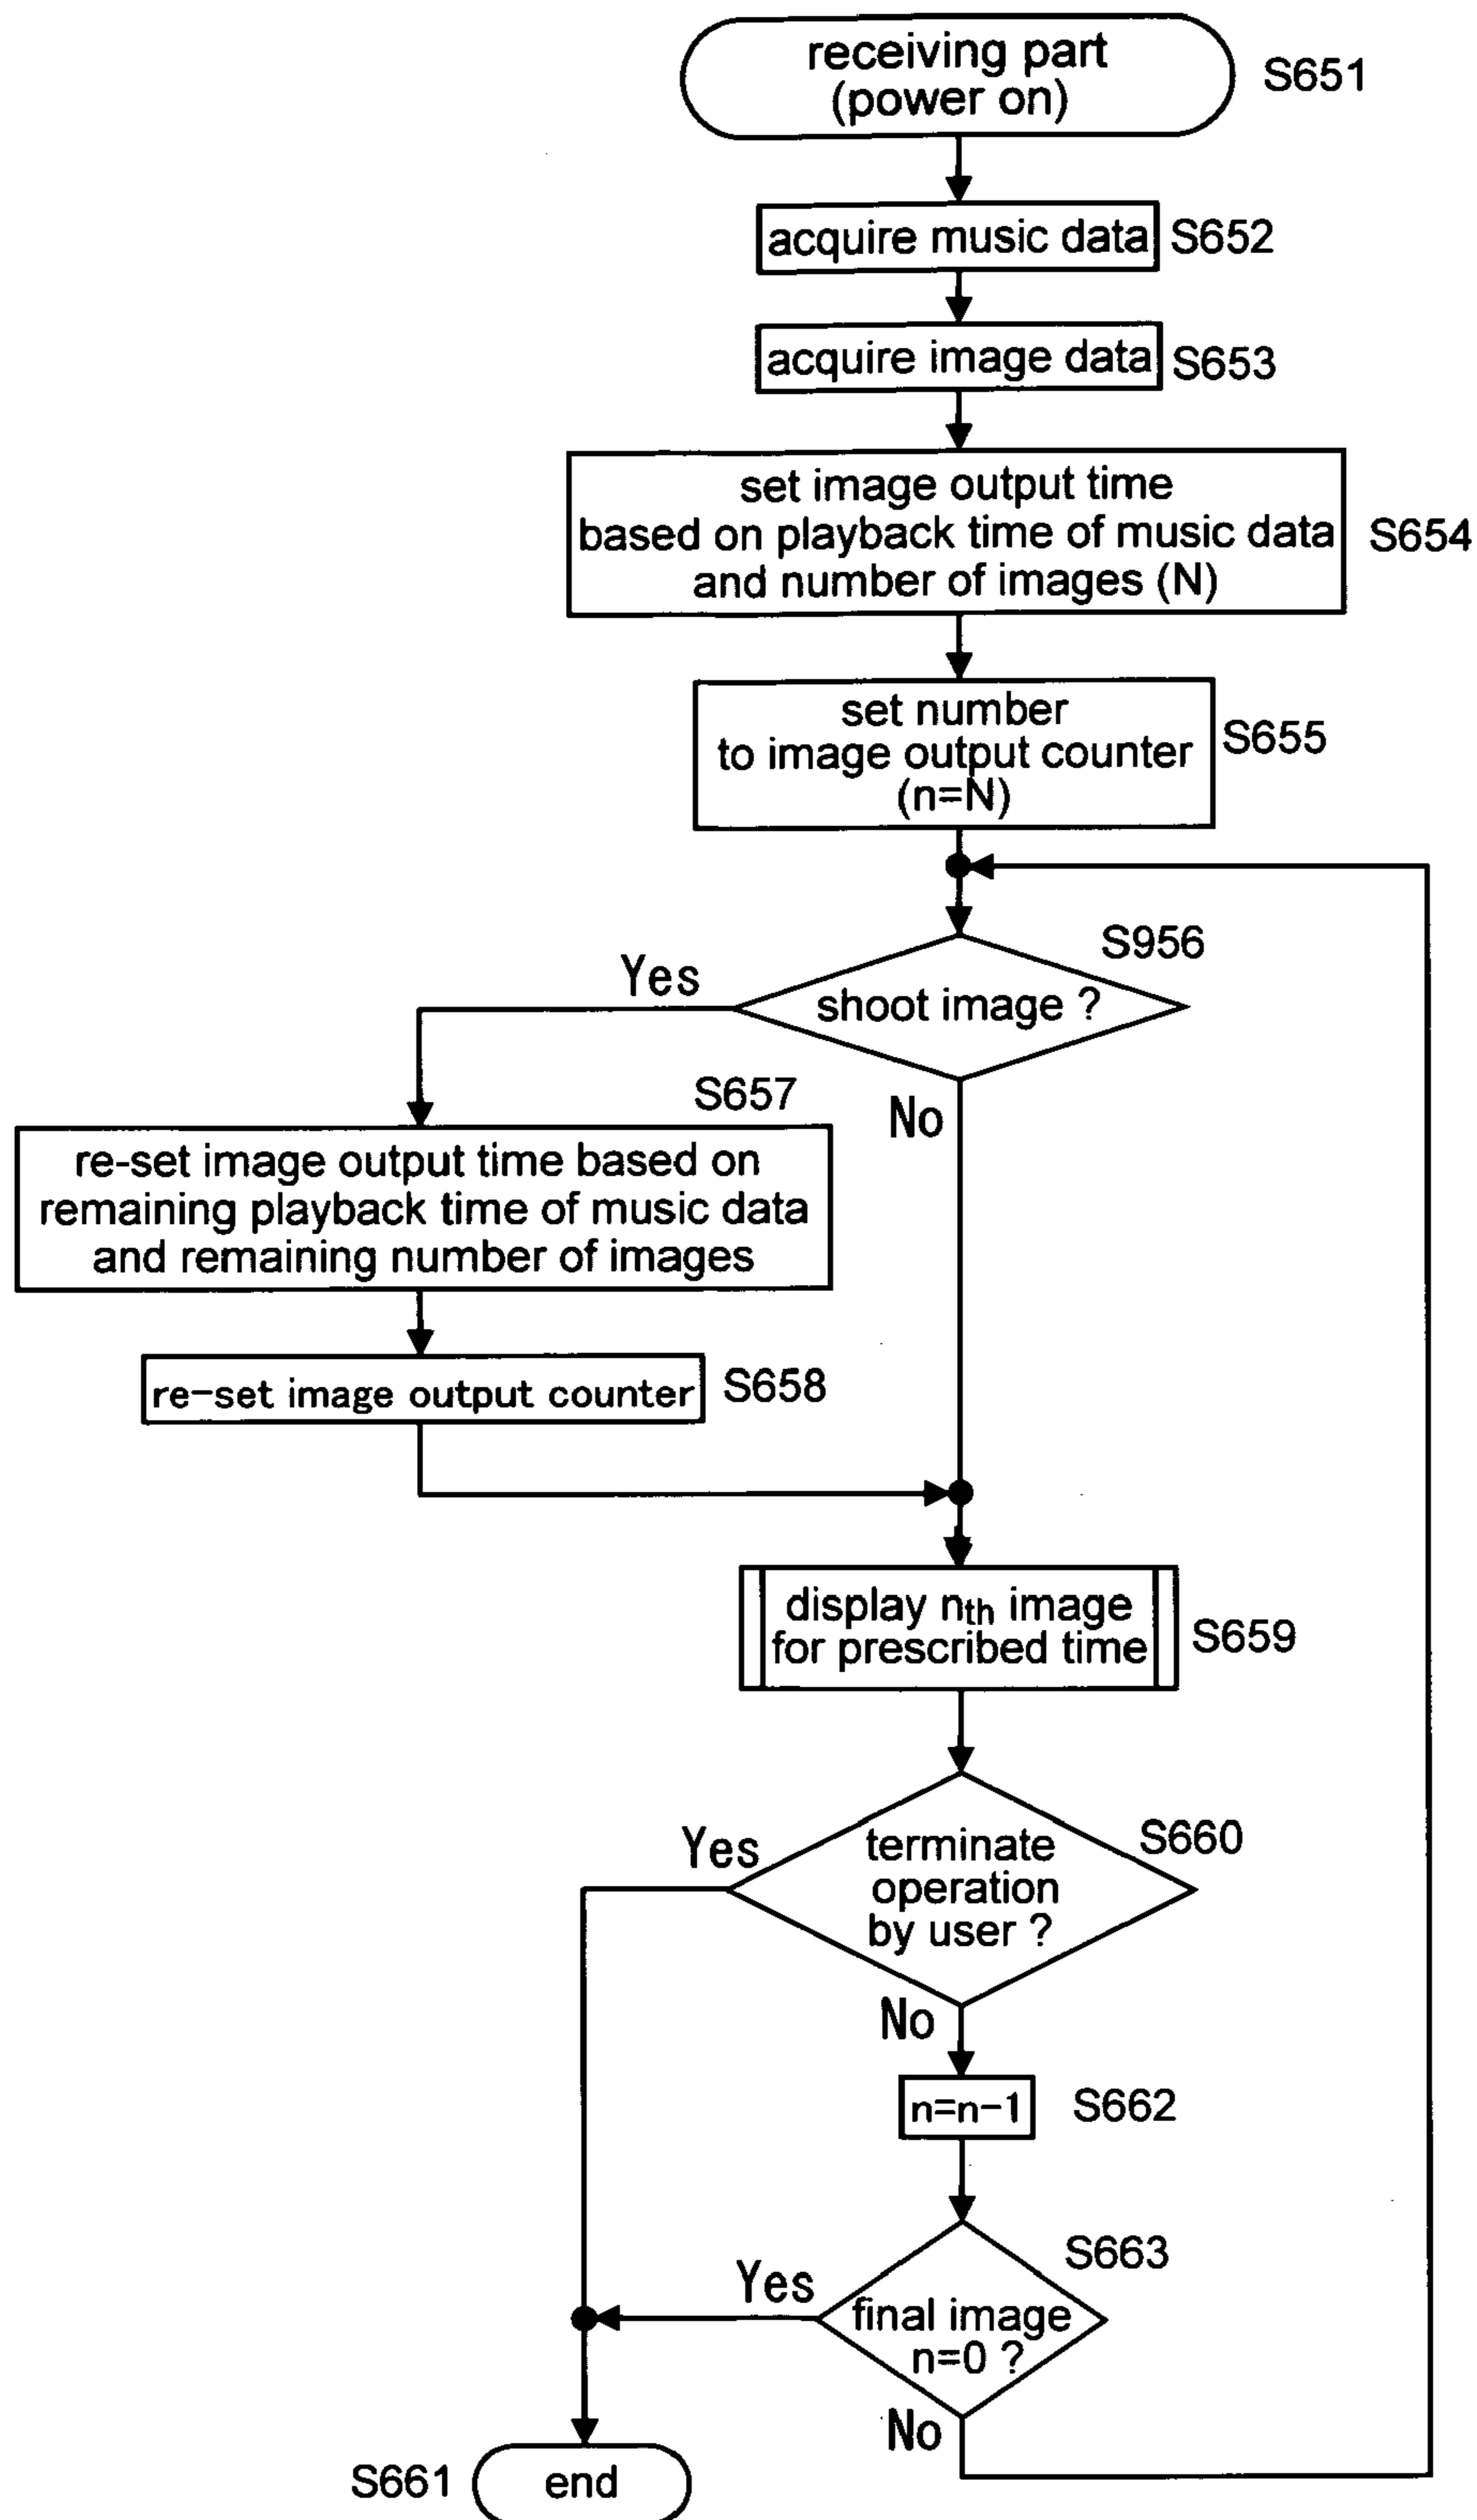 receiving part
(power on)
S651
acquire music data
S652
acquire image data
S653
set image output time
based on playback time of music data
and number of images (N)
S654
set number
to image output counter
(n=N)
S655
S956
Yes
shoot image ?
No
S657
re-set image output time based on
remaining playback time of music data
and remaining number of images
re-set image output counter
S658
display nth image
for prescribed time
S659
S660
Yes
terminate
operation
by user ?
No
n=n-1
S662
S663
Yes
final image
n=0 ?
No
S661
end